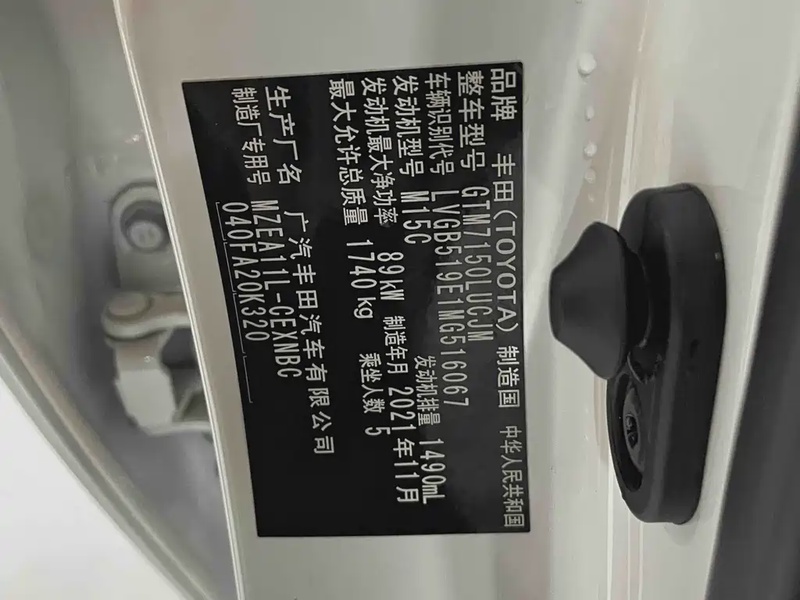 品牌 丰田(TOYOTA) 制造国 中华人民共和国
整车型号 GTM7150LUCJM
车辆识别代号 LVGB519E1MG516067
发动机型号 M15C 发动机排量 1490mL
发动机最大净功率 89kW 制造年月 2021年11月
最大允许总质量 1740kg 乘坐人数 5
生产厂名 广汽丰田汽车有限公司
制造厂专用号 MZEA11L-CEXNBC
040FA20K320